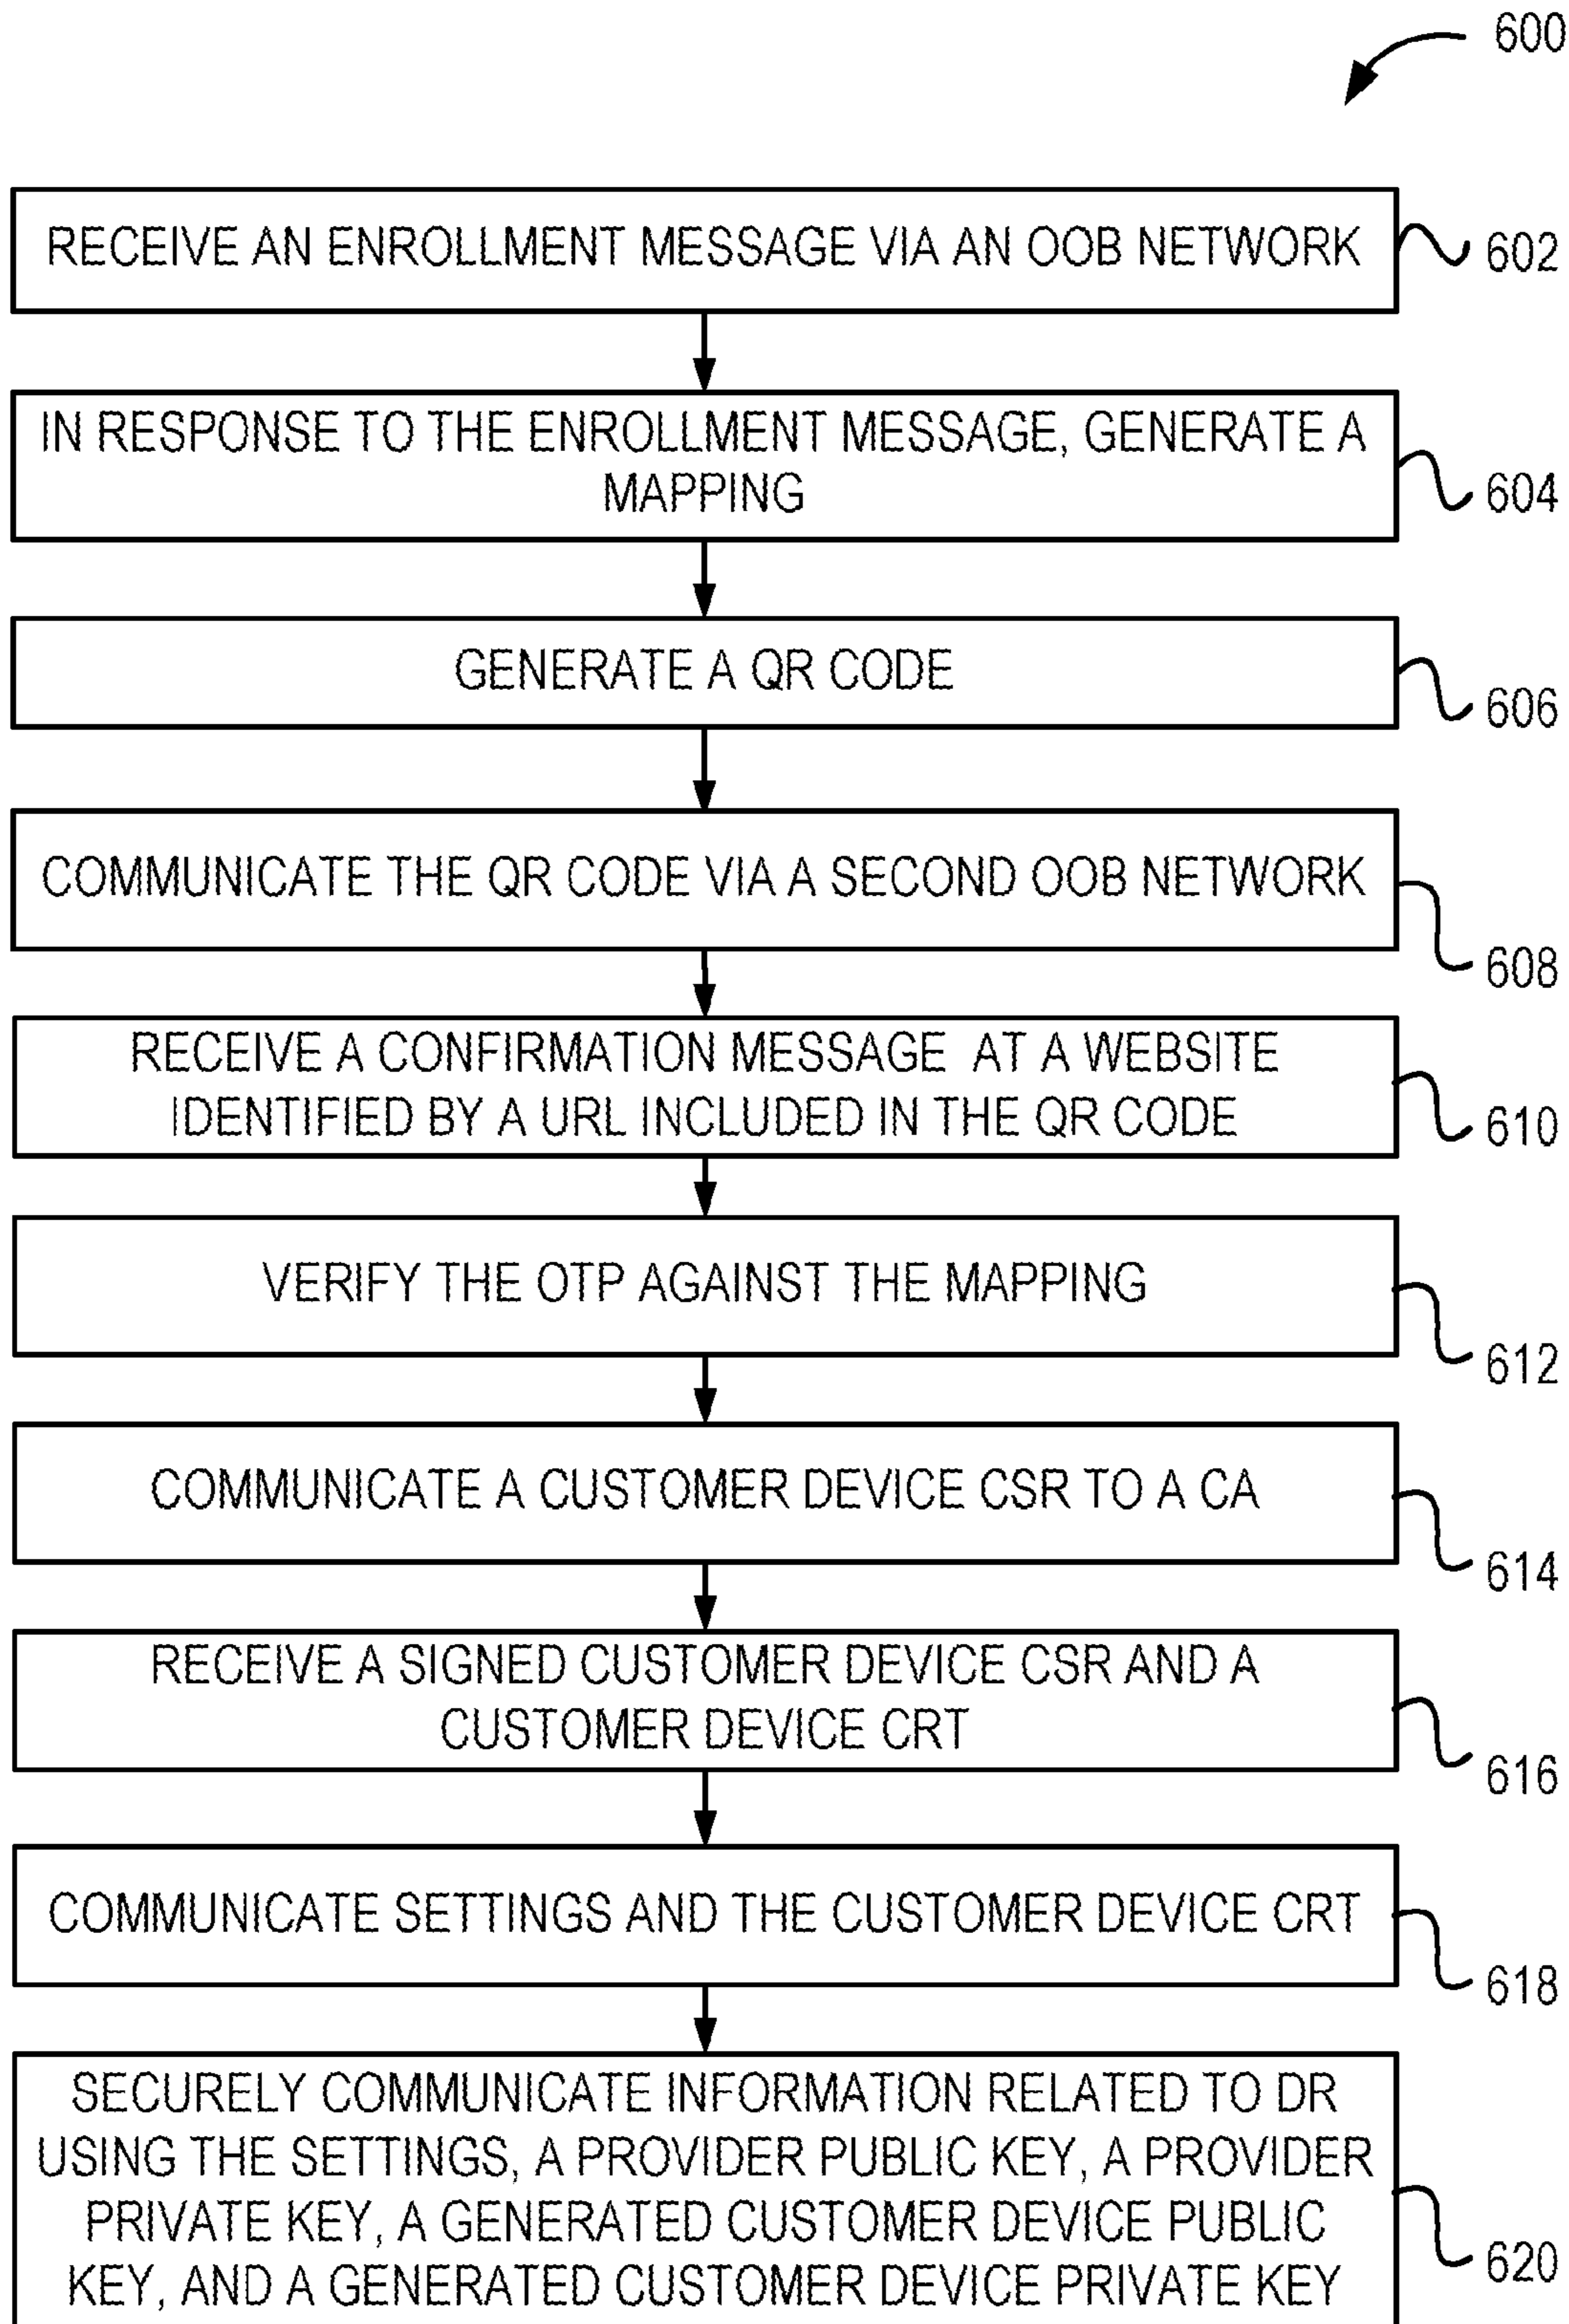 600
RECEIVE AN ENROLLMENT MESSAGE VIA AN OOB NETWORK
602
IN RESPONSE TO THE ENROLLMENT MESSAGE, GENERATE A
MAPPING
604
GENERATE A QR CODE
606
COMMUNICATE THE QR CODE VIA A SECOND OOB NETWORK
608
RECEIVE A CONFIRMATION MESSAGE AT A WEBSITE
IDENTIFIED BY A URL INCLUDED IN THE QR CODE
610
VERIFY THE OTP AGAINST THE MAPPING
612
COMMUNICATE A CUSTOMER DEVICE CSR TO A CA
614
RECEIVE A SIGNED CUSTOMER DEVICE CSR AND A
CUSTOMER DEVICE CRT
616
COMMUNICATE SETTINGS AND THE CUSTOMER DEVICE CRT
618
SECURELY COMMUNICATE INFORMATION RELATED TO DR
USING THE SETTINGS, A PROVIDER PUBLIC KEY, A PROVIDER
PRIVATE KEY, A GENERATED CUSTOMER DEVICE PUBLIC
KEY, AND A GENERATED CUSTOMER DEVICE PRIVATE KEY
620